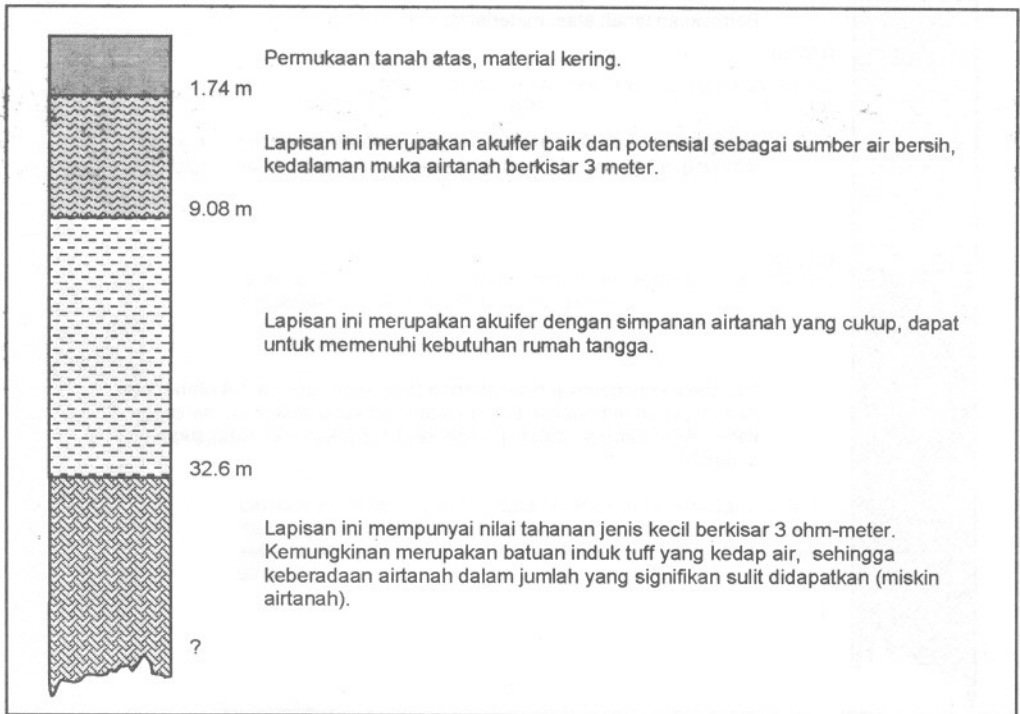 Permukaan tanah atas, material kering.
1.74 m
Lapisan ini merupakan akuifer baik dan potensial sebagai sumber air bersih,
kedalaman muka airtanah berkisar 3 meter.
9.08 m
Lapisan ini merupakan akuifer dengan simpanan airtanah yang cukup, dapat
untuk memenuhi kebutuhan rumah tangga.
32.6 m
Lapisan ini mempunyai nilai tahanan jenis kecil berkisar 3 ohm-meter.
Kemungkinan merupakan batuan induk tuff yang kedap air, sehingga
keberadaan airtanah dalam jumlah yang signifikan sulit didapatkan (miskin
airtanah).
?